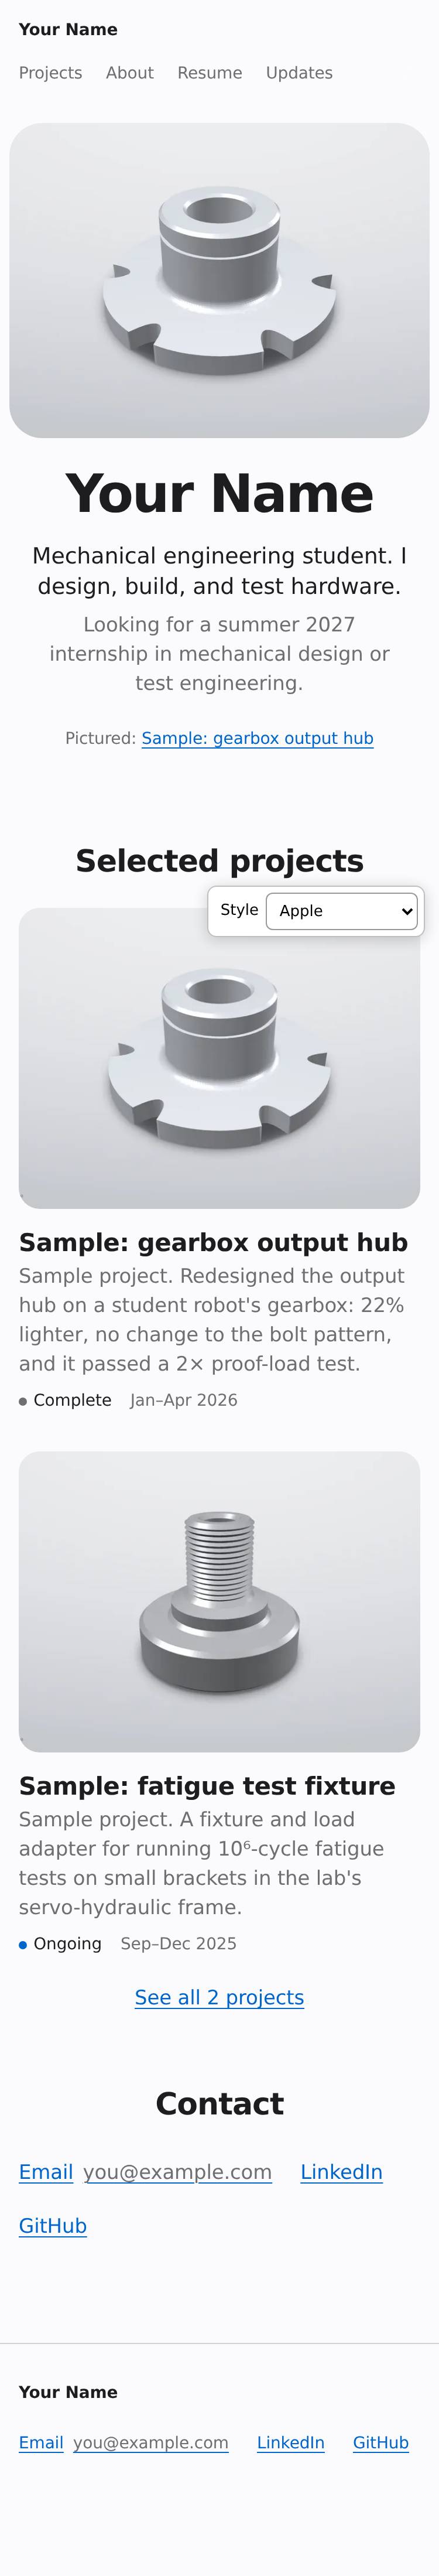 Your Name
Projects About Resume Updates
Your Name
Mechanical engineering student. I
design, build, and test hardware.
Looking for a summer 2027
internship in mechanical design or
test engineering.
Pictured: Sample: gearbox output hub
Selected projects
Style Apple
Sample: gearbox output hub
Sample project. Redesigned the output
hub on a student robot's gearbox: 22%
lighter, no change to the bolt pattern,
and it passed a 2× proof-load test.
Complete Jan–Apr 2026
Sample: fatigue test fixture
Sample project. A fixture and load
adapter for running 10⁶-cycle fatigue
tests on small brackets in the lab's
servo-hydraulic frame.
Ongoing Sep–Dec 2025
See all 2 projects
Contact
Email you@example.com LinkedIn
GitHub
Your Name
Email you@example.com LinkedIn GitHub